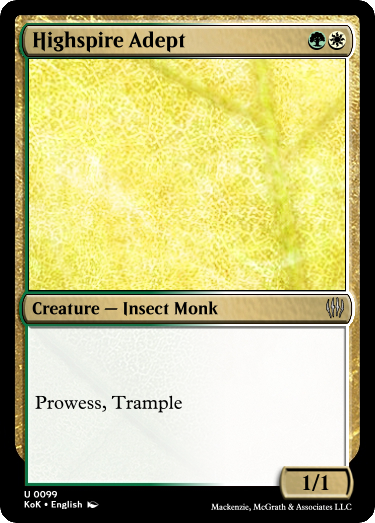 Highspire Adept
Creature — Insect Monk
Prowess, Trample
1/1
U 0099
KoK • English
Mackenzie, McGrath & Associates LLC